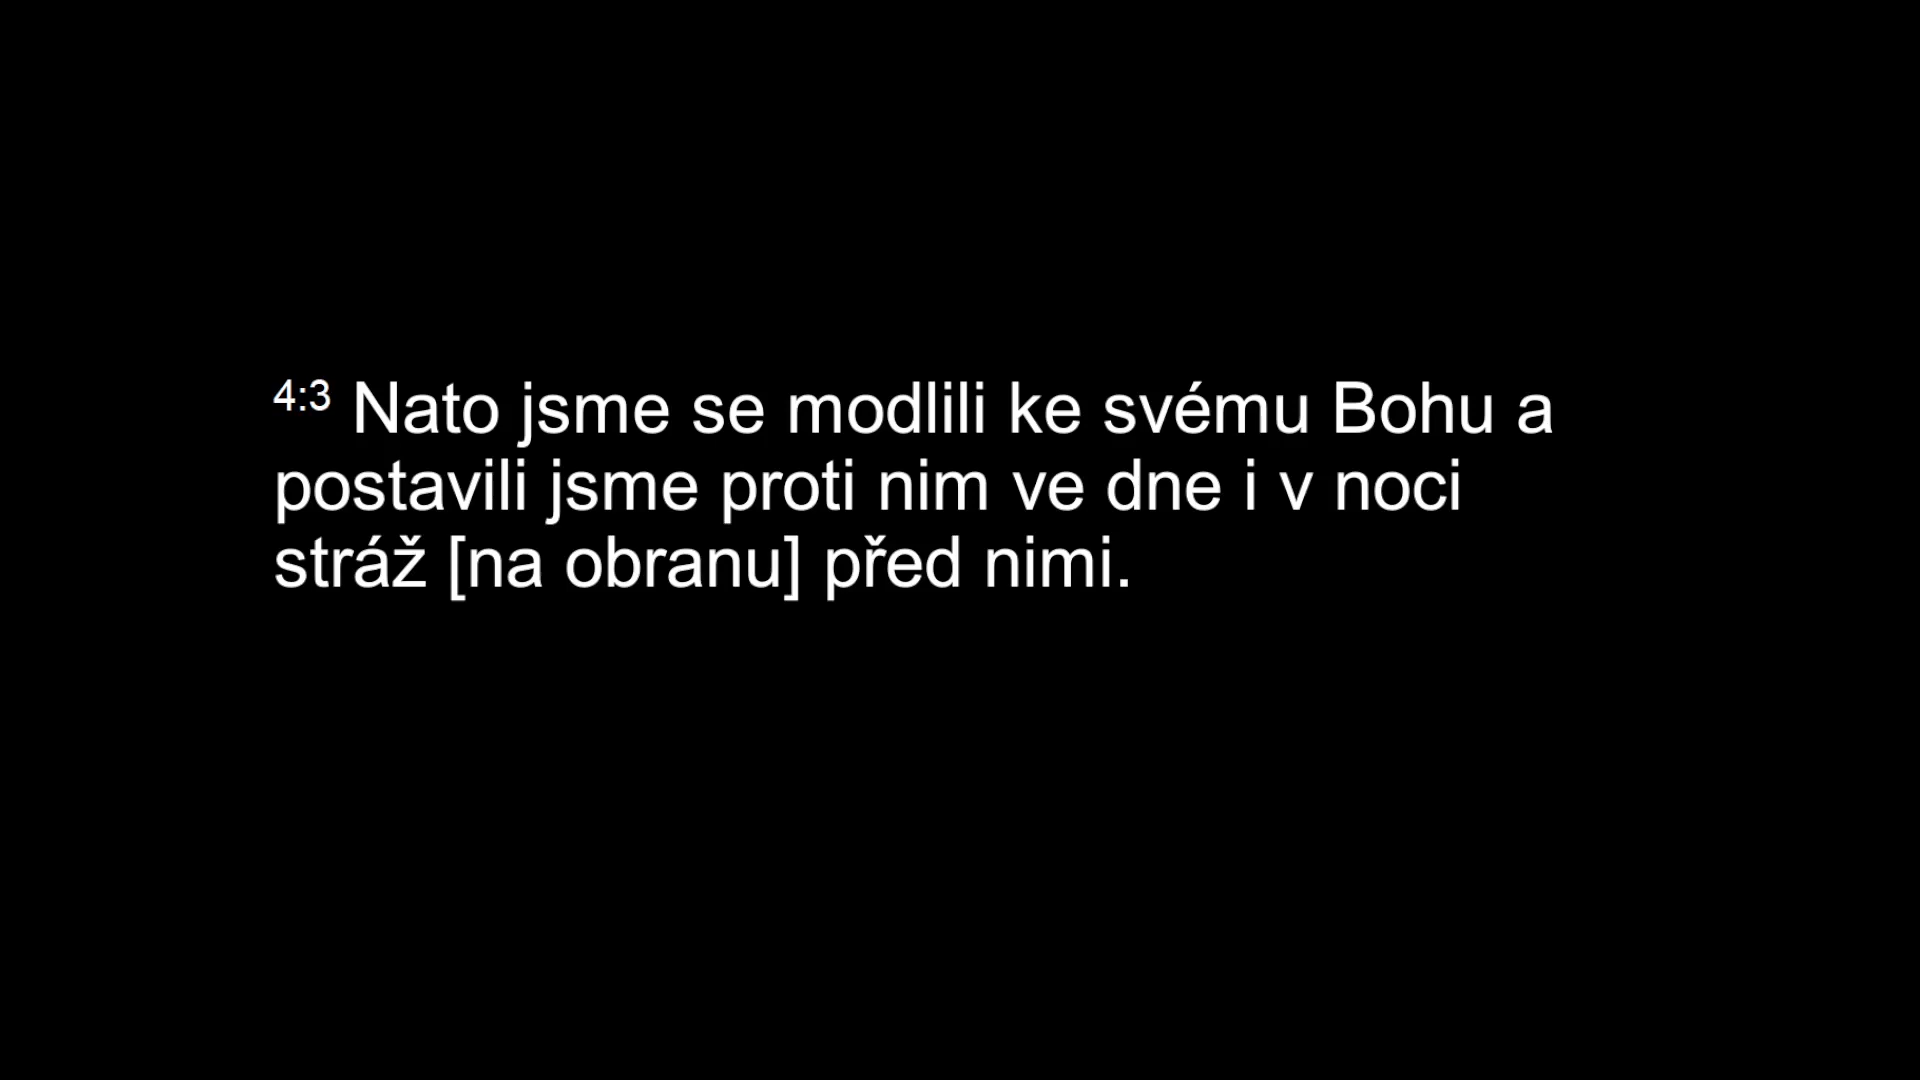 4:3 Nato jsme se modlili ke svému Bohu a
postavili jsme proti nim ve dne i v noci
stráž [na obranu] před nimi.